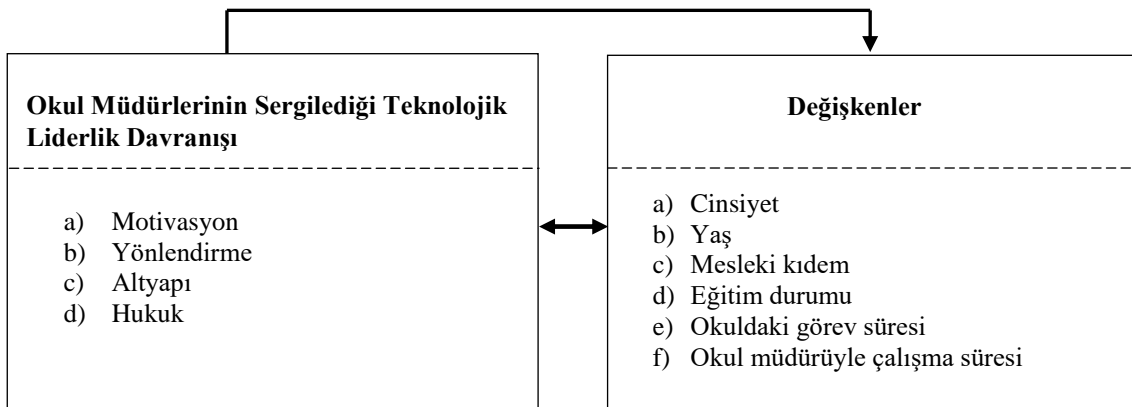 Okul Müdürlerinin Sergilediği Teknolojik
Liderlik Davranışı
a) Motivasyon
b) Yönlendirme
c) Altyapı
d) Hukuk
Değişkenler
a) Cinsiyet
b) Yaş
c) Mesleki kıdem
d) Eğitim durumu
e) Okuldaki görev süresi
f) Okul müdürüyle çalışma süresi